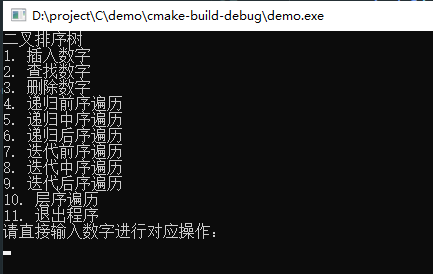 D:\project\C\demo\cmake-build-debug\demo.exe
二叉排序树
1. 插入数字
2. 查找数字
3. 删除数字
4. 递归前序遍历
5. 递归中序遍历
6. 递归后序遍历
7. 迭代前序遍历
8. 迭代中序遍历
9. 迭代后序遍历
10. 层序遍历
11. 退出程序
请直接输入数字进行对应操作: